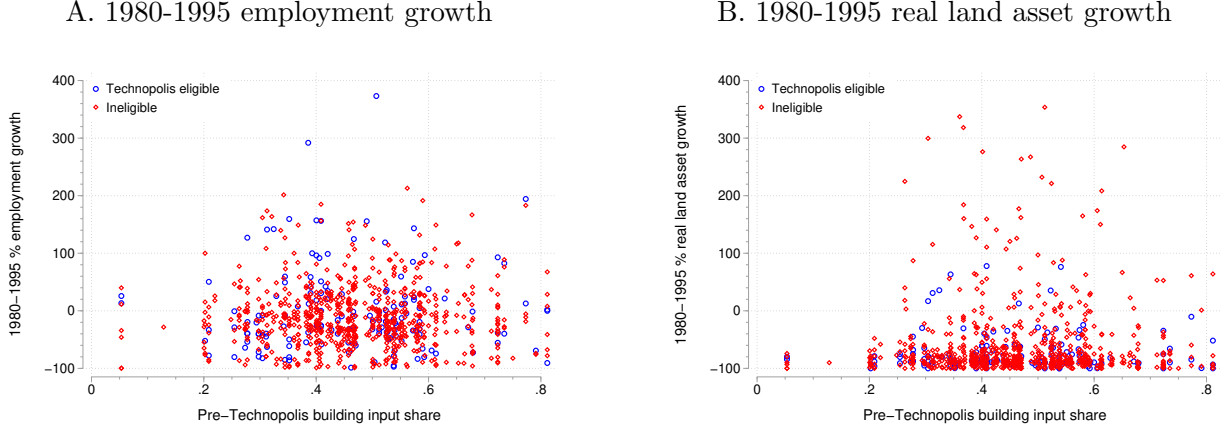 A. 1980-1995 employment growth
400
300
200
100
0
−100
1980−1995 % employment growth
Technopolis eligible
Ineligible
0
.2
.4
.6
.8
Pre−Technopolis building input share
B. 1980-1995 real land asset growth
400
300
200
100
0
−100
1980−1995 % real land asset growth
Technopolis eligible
Ineligible
0
.2
.4
.6
.8
Pre−Technopolis building input share